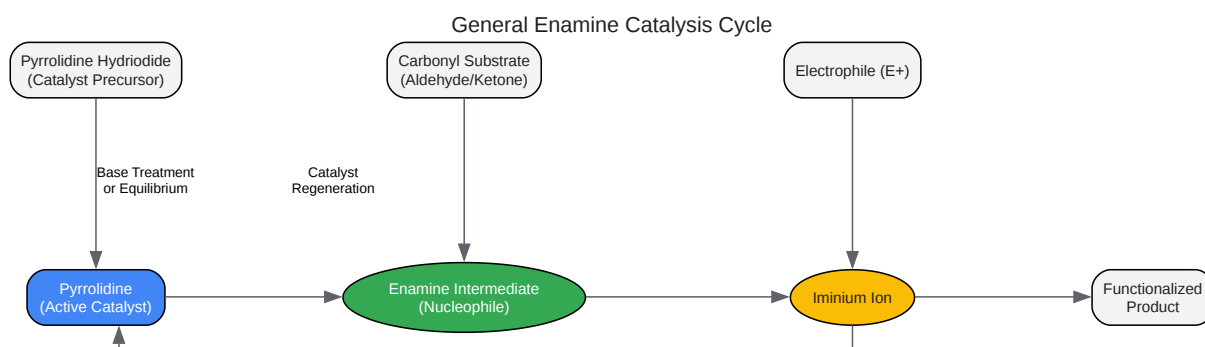 General Enamine Catalysis Cycle
Pyrrolidine Hydriodide
(Catalyst Precursor)
Carbonyl Substrate
(Aldehyde/Ketone)
Electrophile (E+)
Base Treatment
or Equilibrium
Catalyst
Regeneration
Pyrrolidine
(Active Catalyst)
Enamine Intermediate
(Nucleophile)
Iminium Ion
Functionalized
Product